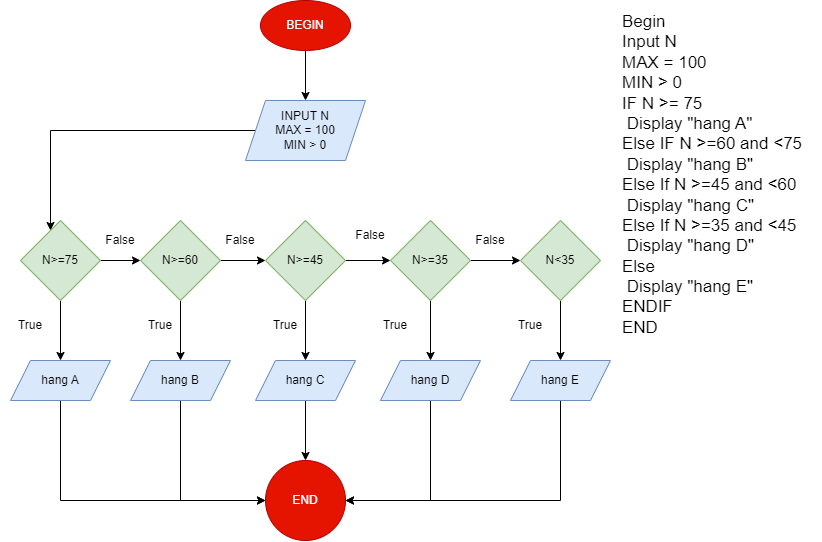 BEGIN
INPUT N
MAX = 100
MIN > 0
N>=75
False
N>=60
False
N>=45
False
N>=35
False
N<35
True
True
True
True
True
hang A
hang B
hang C
hang D
hang E
END
Begin
Input N
MAX = 100
MIN > 0
IF N >= 75
Display "hang A"
Else IF N >=60 and <75
Display "hang B"
Else If N >=45 and <60
Display "hang C"
Else If N >=35 and <45
Display "hang D"
Else
Display "hang E"
ENDIF
END